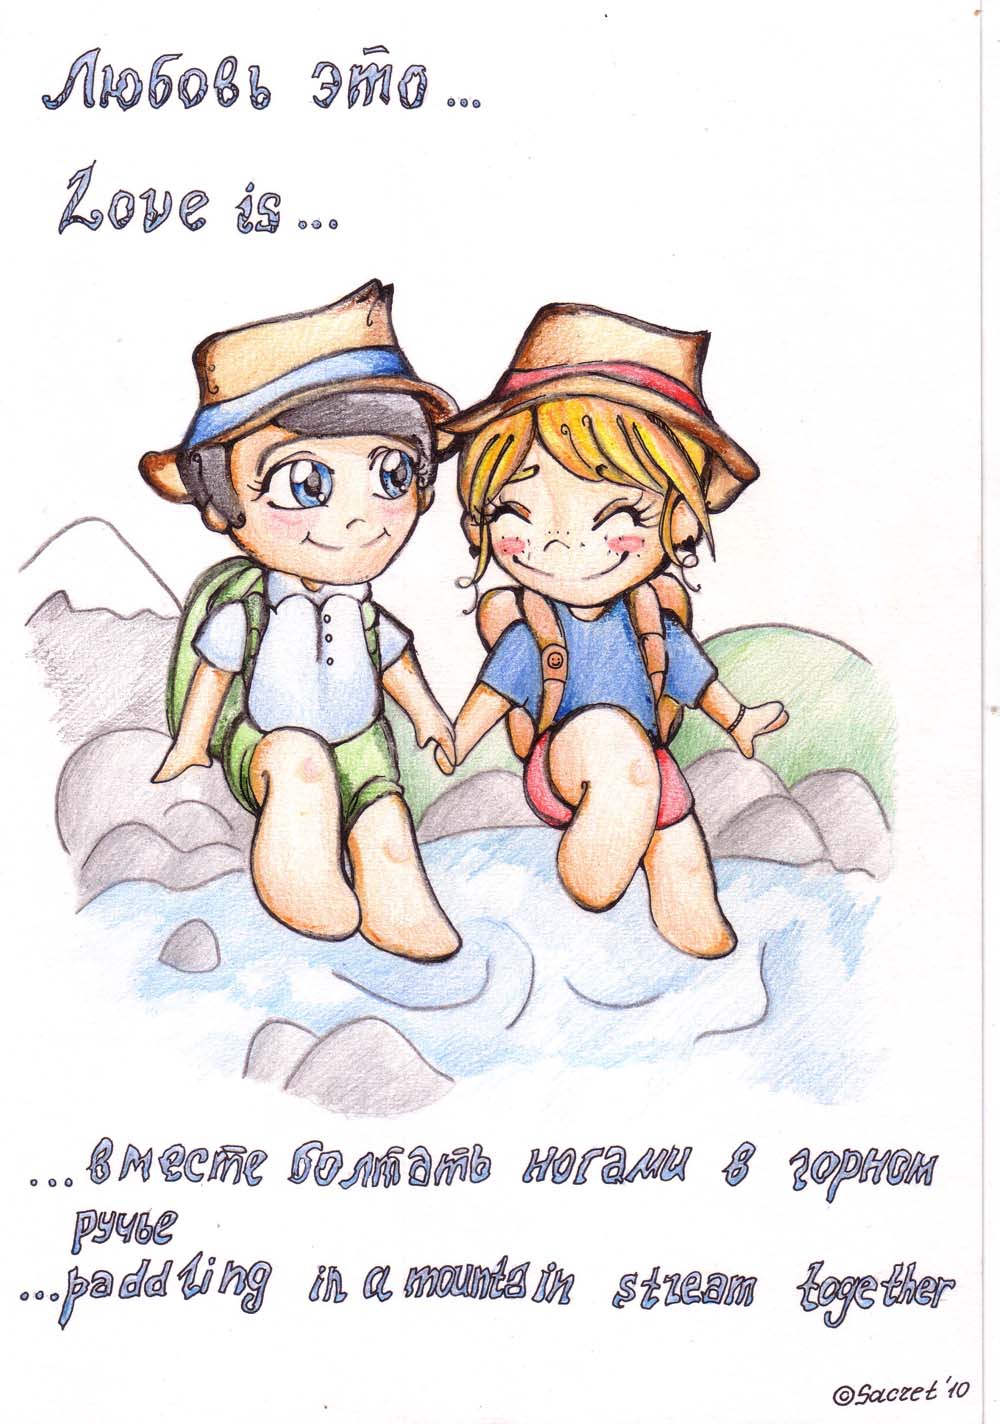 Любовь это...
Love is...
...вместе болтать ногами в горном
ручье
...paddling in a mountain stream together
©Sacret '10